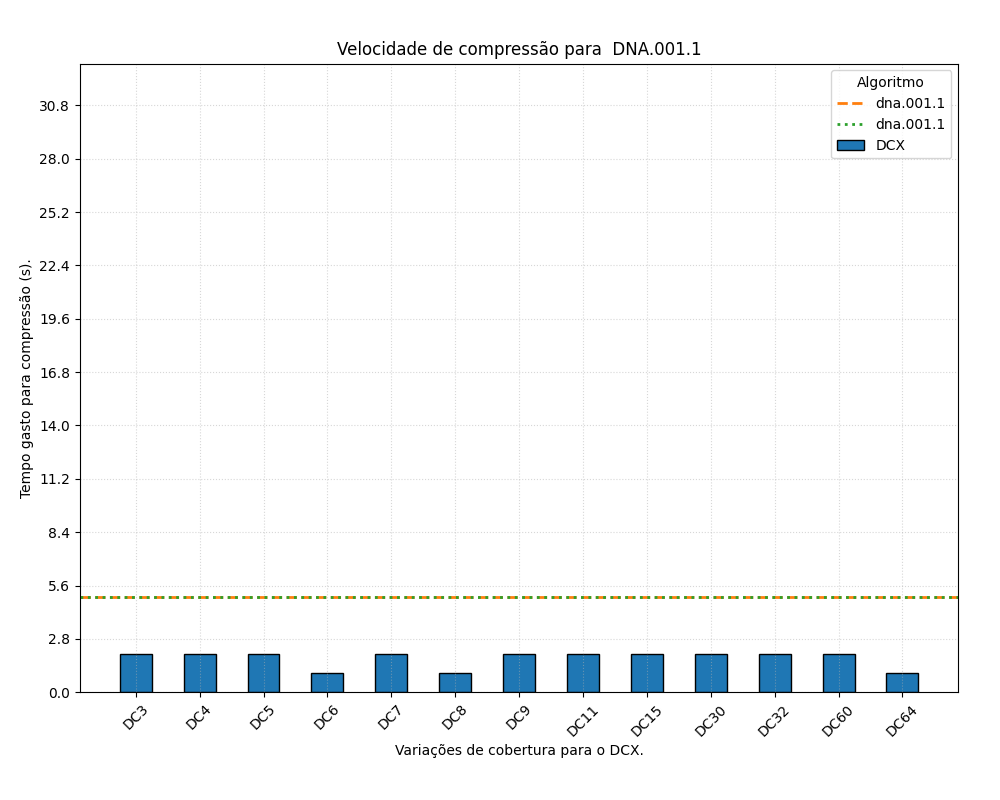 Velocidade de compressão para  DNA.001.1
Algoritmo
dna.001.1
dna.001.1
DCX
Tempo gasto para compressão (s).
30.8
28.0
25.2
22.4
19.6
16.8
14.0
11.2
8.4
5.6
2.8
0.0
DC3
DC4
DC5
DC6
DC7
DC8
DC9
DC11
DC15
DC30
DC32
DC60
DC64
Variações de cobertura para o DCX.